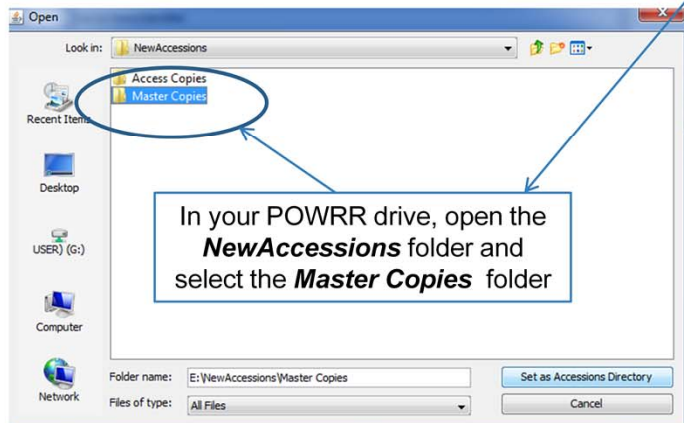 Open
Look in:
NewAccessions
Access Copies
Master Copies
Recent Items
Desktop
USER) (G:)
Computer
Network
In your POWRR drive, open the
NewAccessions folder and
select the Master Copies folder
Folder name:
E:\NewAccessions\Master Copies
Set as Accessions Directory
Files of type:
All Files
Cancel